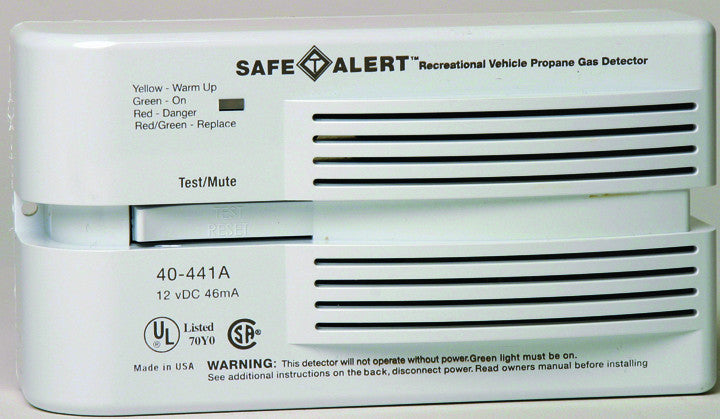 SAFE T ALERT™ Recreational Vehicle Propane Gas Detector
Yellow - Warm Up
Green - On
Red - Danger
Red/Green - Replace
Test/Mute
TEST
RESET
40-441A
12 vDC 46mA
UL Listed SA®
70Y0
Made in USA
WARNING: This detector will not operate without power.Green light must be on.
See additional instructions on the back, disconnect power. Read owners manual before installing